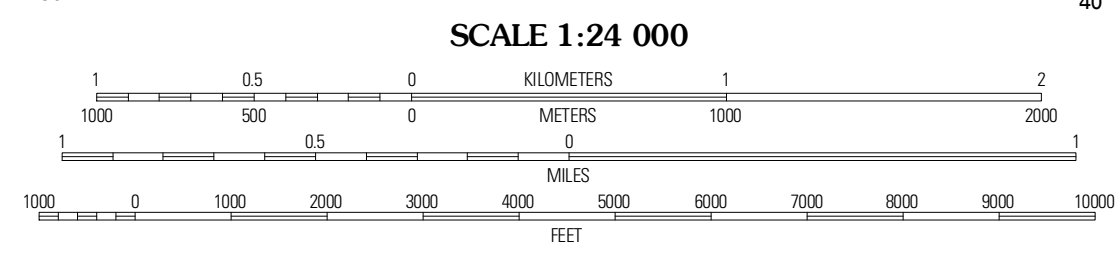 40
SCALE 1:24 000
1 0.5 0 KILOMETERS 1 2
1000 500 0 METERS 1000 2000
1 0.5 0 1
MILES
1000 0 1000 2000 3000 4000 5000 6000 7000 8000 9000 10000
FEET